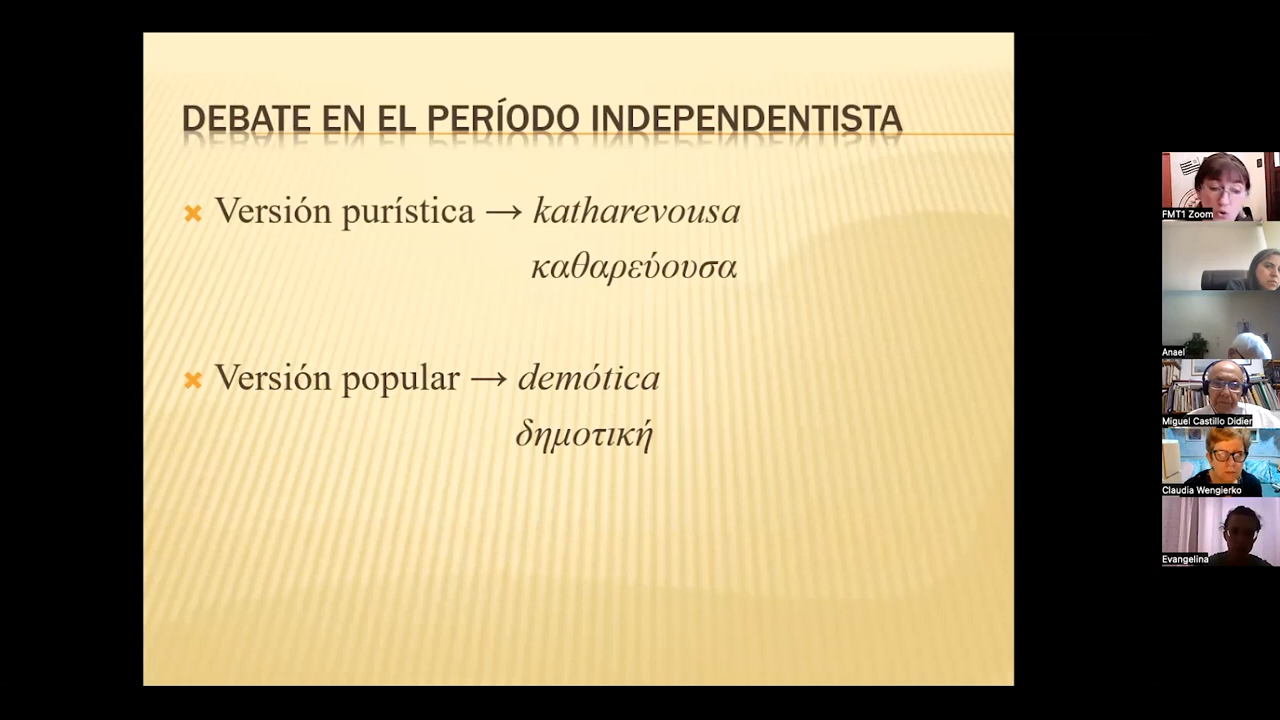 DEBATE EN EL PERÍODO INDEPENDENTISTA
Versión purística → katharevousa
καθαρεύουσα
Versión popular → demótica
δημοτική
FMT1 Zoom
Anael
Miguel Castillo Didier
Claudia Wengierko
Evangelina